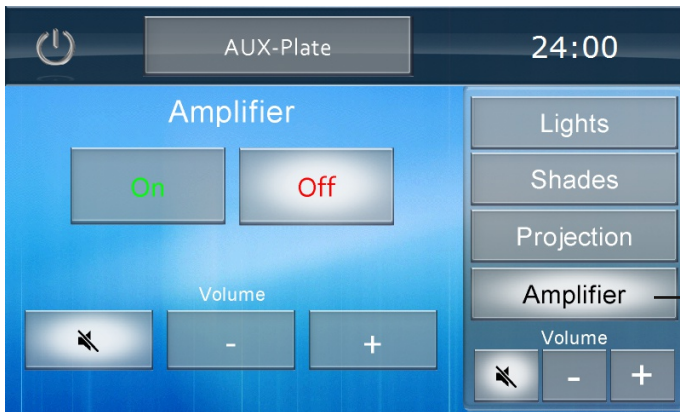 AUX-Plate
24:00
Amplifier
On
Off
Volume
-
+
Lights
Shades
Projection
Amplifier
Volume
-
+